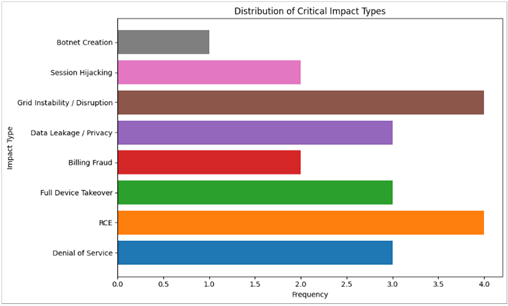 Distribution of Critical Impact Types
Impact Type
Botnet Creation
Session Hijacking
Grid Instability / Disruption
Data Leakage / Privacy
Billing Fraud
Full Device Takeover
RCE
Denial of Service
0.0 0.5 1.0 1.5 2.0 2.5 3.0 3.5 4.0
Frequency